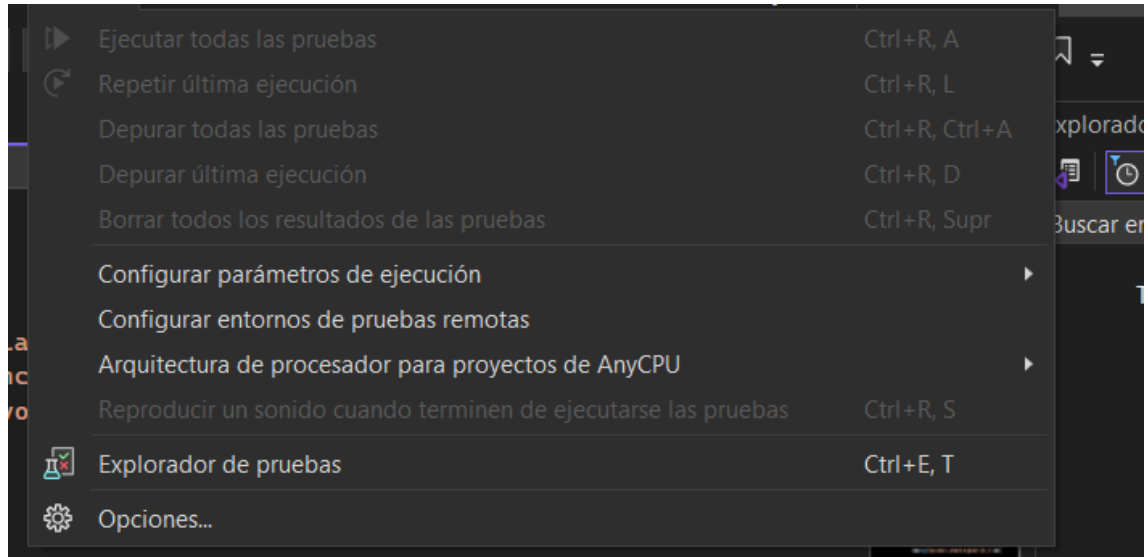 Ejecutar todas las pruebas Ctrl+R, A
Repetir última ejecución Ctrl+R, L
Depurar todas las pruebas Ctrl+R, Ctrl+A
xplorado
Depurar última ejecución Ctrl+R, D
Borrar todos los resultados de las pruebas Ctrl+R, Supr
Buscar en
Configurar parámetros de ejecución
Configurar entornos de pruebas remotas
Arquitectura de procesador para proyectos de AnyCPU
Reproducir un sonido cuando terminen de ejecutarse las pruebas Ctrl+R, S
Explorador de pruebas Ctrl+E, T
Opciones...